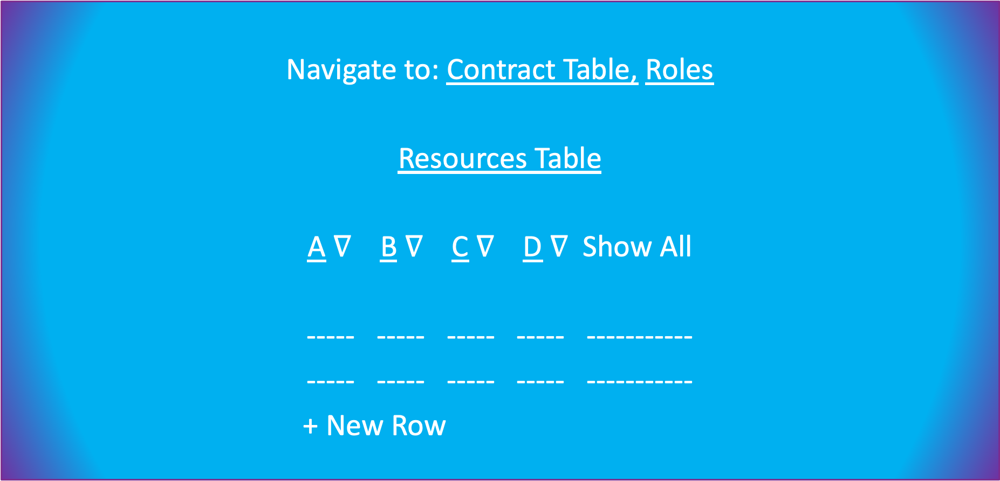 Navigate to: Contract Table, Roles
Resources Table
A ∇ B ∇ C ∇ D ∇ Show All
----- ----- ----- ----- -----------
----- ----- ----- ----- -----------
+ New Row